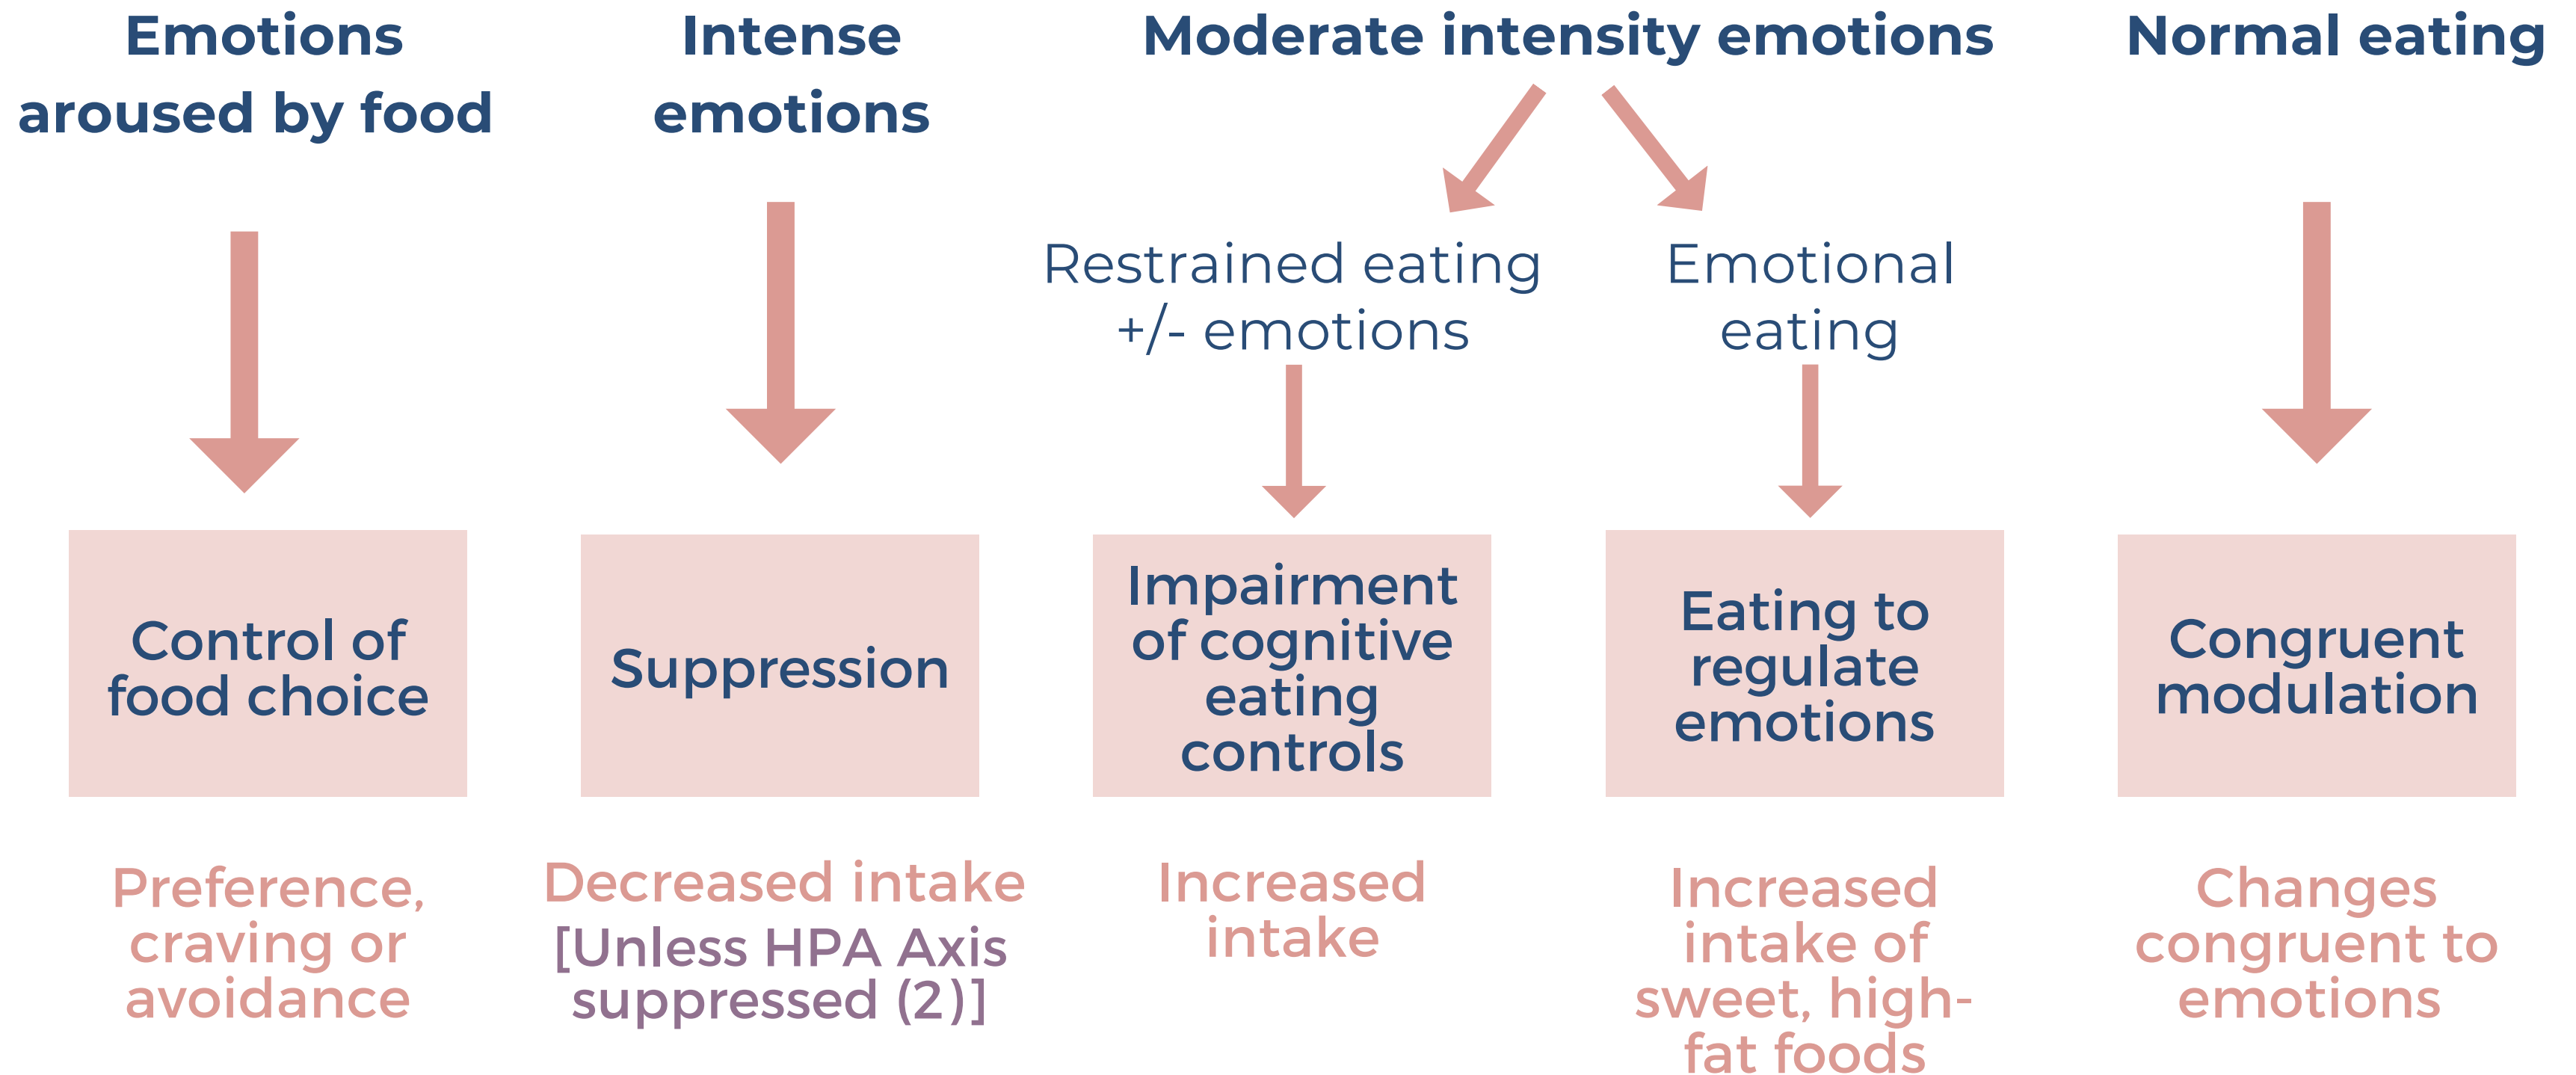 Emotions
aroused by food
Intense
emotions
Moderate intensity emotions
Normal eating
Restrained eating
+/- emotions
Emotional
eating
Control of
food choice
Suppression
Impairment
of cognitive
eating
controls
Eating to
regulate
emotions
Congruent
modulation
Preference,
craving or
avoidance
Decreased intake
[Unless HPA Axis
suppressed (2)]
Increased
intake
Increased
intake of
sweet, high-
fat foods
Changes
congruent to
emotions